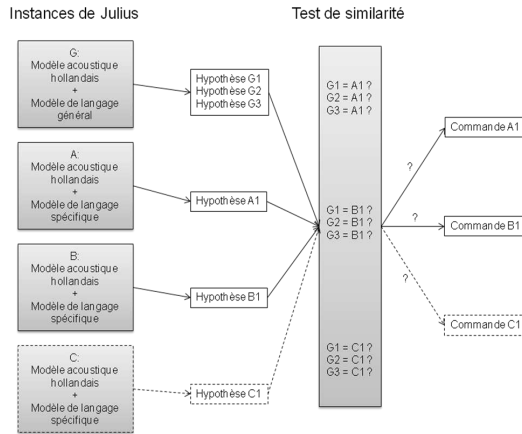 Instances de Julius
Test de similarité
G:
Modèle acoustique
hollandais
+
Modèle de langage
général
Hypothèse G1
Hypothèse G2
Hypothèse G3
A:
Modèle acoustique
hollandais
+
Modèle de langage
spécifique
Hypothèse A1
B:
Modèle acoustique
hollandais
+
Modèle de langage
spécifique
Hypothèse B1
C:
Modèle acoustique
hollandais
+
Modèle de langage
spécifique
Hypothèse C1
G1 = A1 ?
G2 = A1 ?
G3 = A1 ?
G1 = B1 ?
G2 = B1 ?
G3 = B1 ?
G1 = C1 ?
G2 = C1 ?
G3 = C1 ?
?
Commande A1
?
Commande B1
?
Commande C1